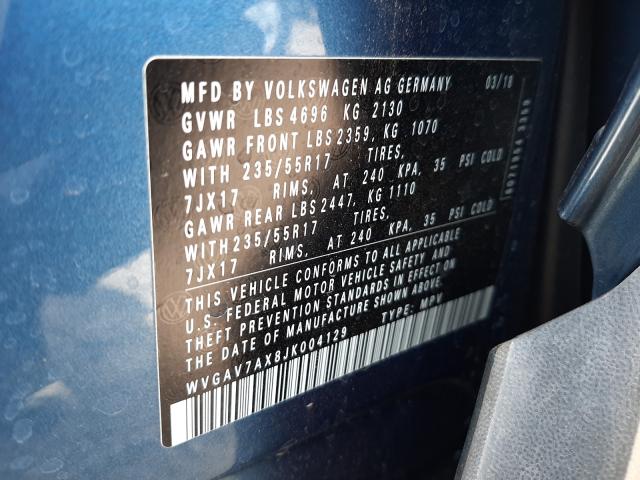 MFD BY VOLKSWAGEN AG GERMANY 03/18
GVWR LBS 4696 KG 2130
GAWR FRONT LBS 2359, KG 1070
WITH 235/55R17 TIRES,
7JX17 RIMS, AT 240 KPA, 35 PSI COLD
GAWR REAR LBS 2447, KG 1110
WITH 235/55R17 TIRES,
7JX17 RIMS, AT 240 KPA, 35 PSI COLD
THIS VEHICLE CONFORMS TO ALL APPLICABLE
U.S. FEDERAL MOTOR VEHICLE SAFETY AND
THEFT PREVENTION STANDARDS IN EFFECT ON
THE DATE OF MANUFACTURE SHOWN ABOVE.
WVGAV7AX8JK004129 TYPE: MPV